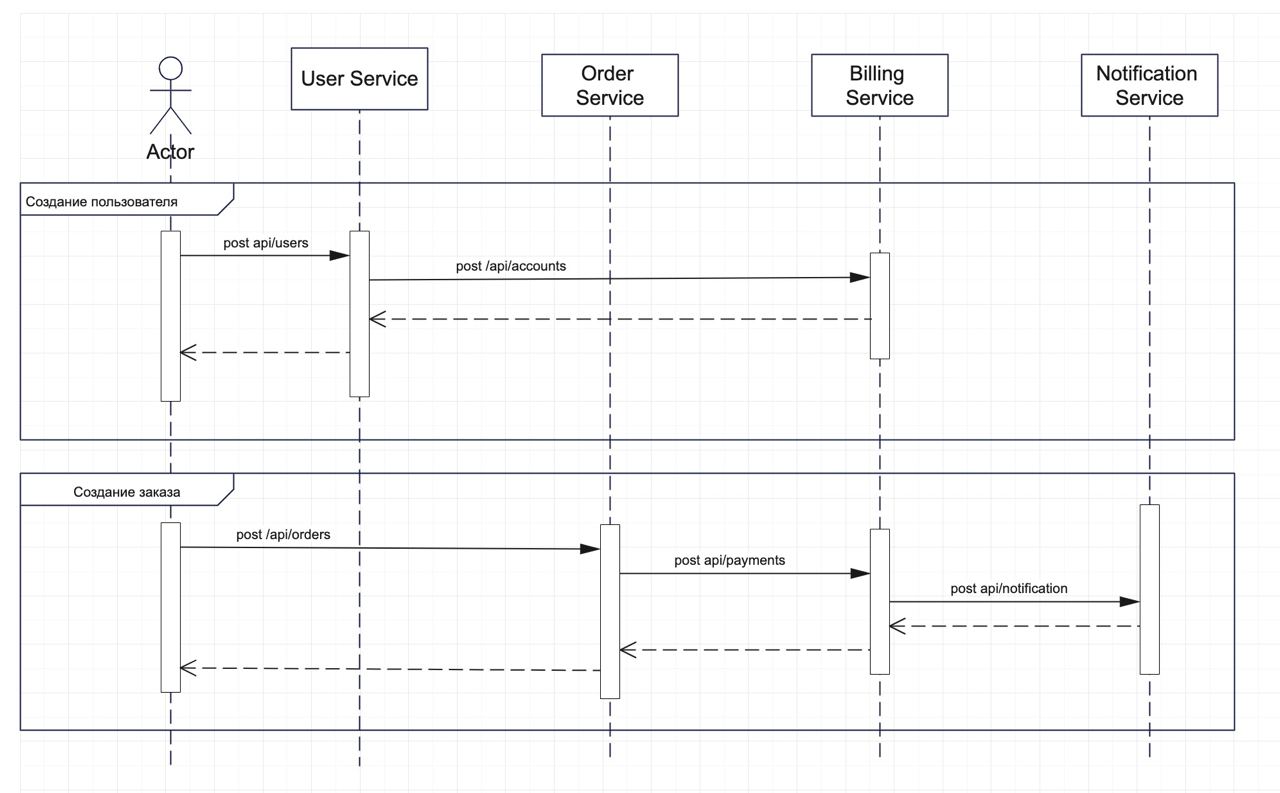 Actor
User Service
Order
Service
Billing
Service
Notification
Service
Создание пользователя
post api/users
post /api/accounts
Создание заказа
post /api/orders
post api/payments
post api/notification